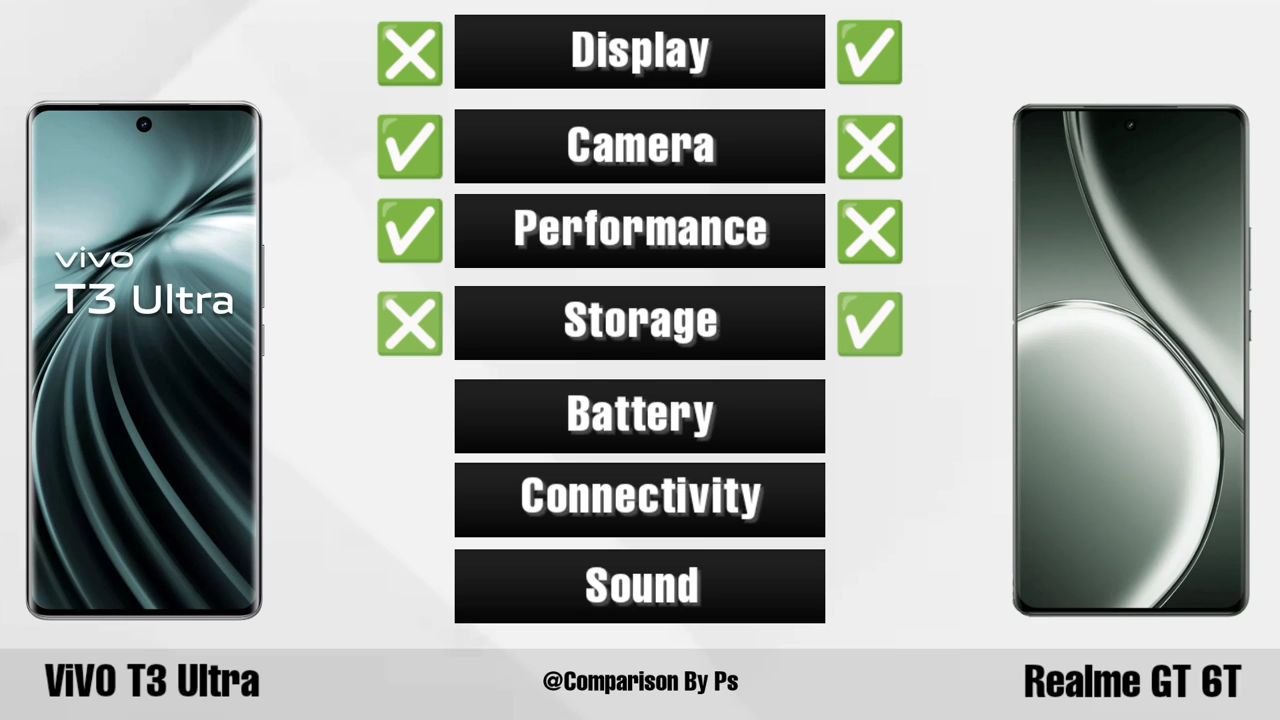 Display
Camera
Performance
Storage
Battery
Connectivity
Sound
vivo
T3 Ultra
ViVO T3 Ultra
@Comparison By Ps
Realme GT 6T